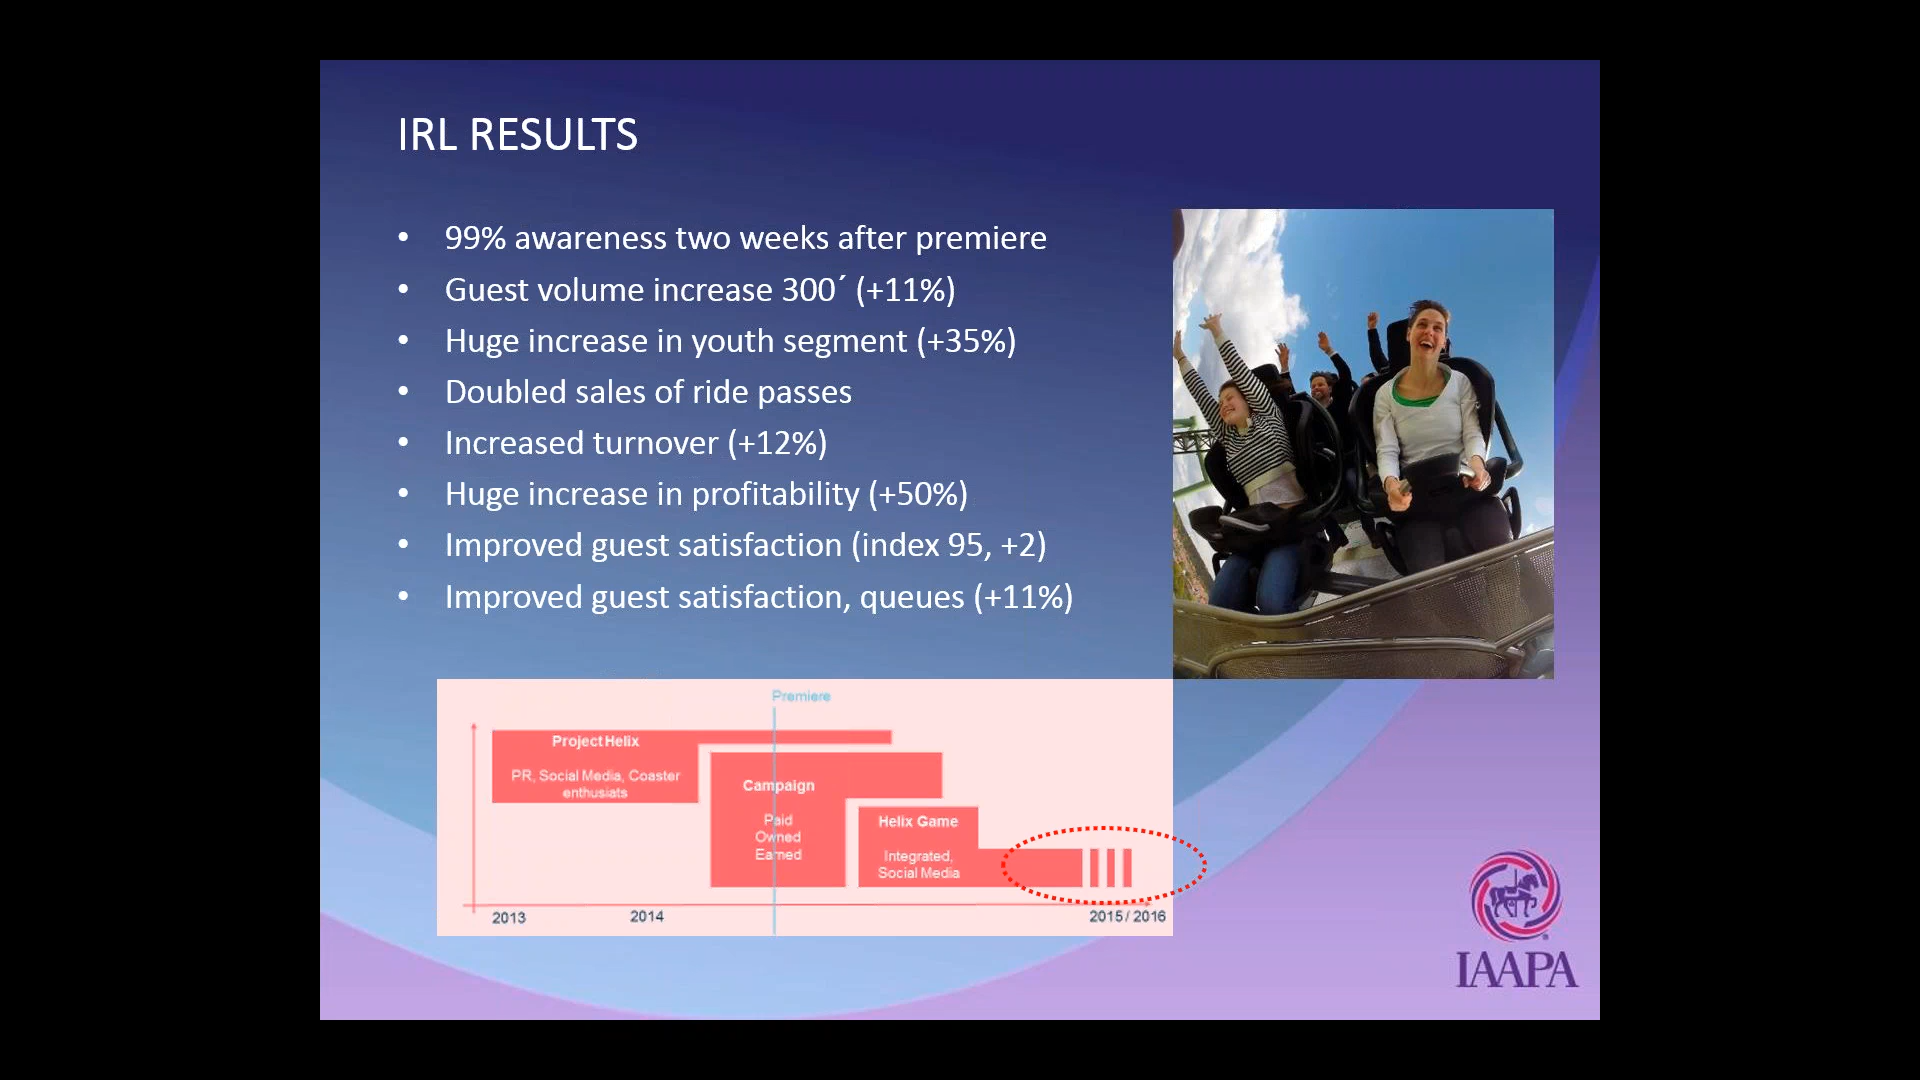 IRL RESULTS
• 99% awareness two weeks after premiere
• Guest volume increase 300´ (+11%)
• Huge increase in youth segment (+35%)
• Doubled sales of ride passes
• Increased turnover (+12%)
• Huge increase in profitability (+50%)
• Improved guest satisfaction (index 95, +2)
• Improved guest satisfaction, queues (+11%)
Premiere
Project Helix
PR, Social Media, Coaster
enthusiats
Campaign
Paid
Owned
Earned
Helix Game
Integrated,
Social Media
2013
2014
2015 / 2016
IAAPA